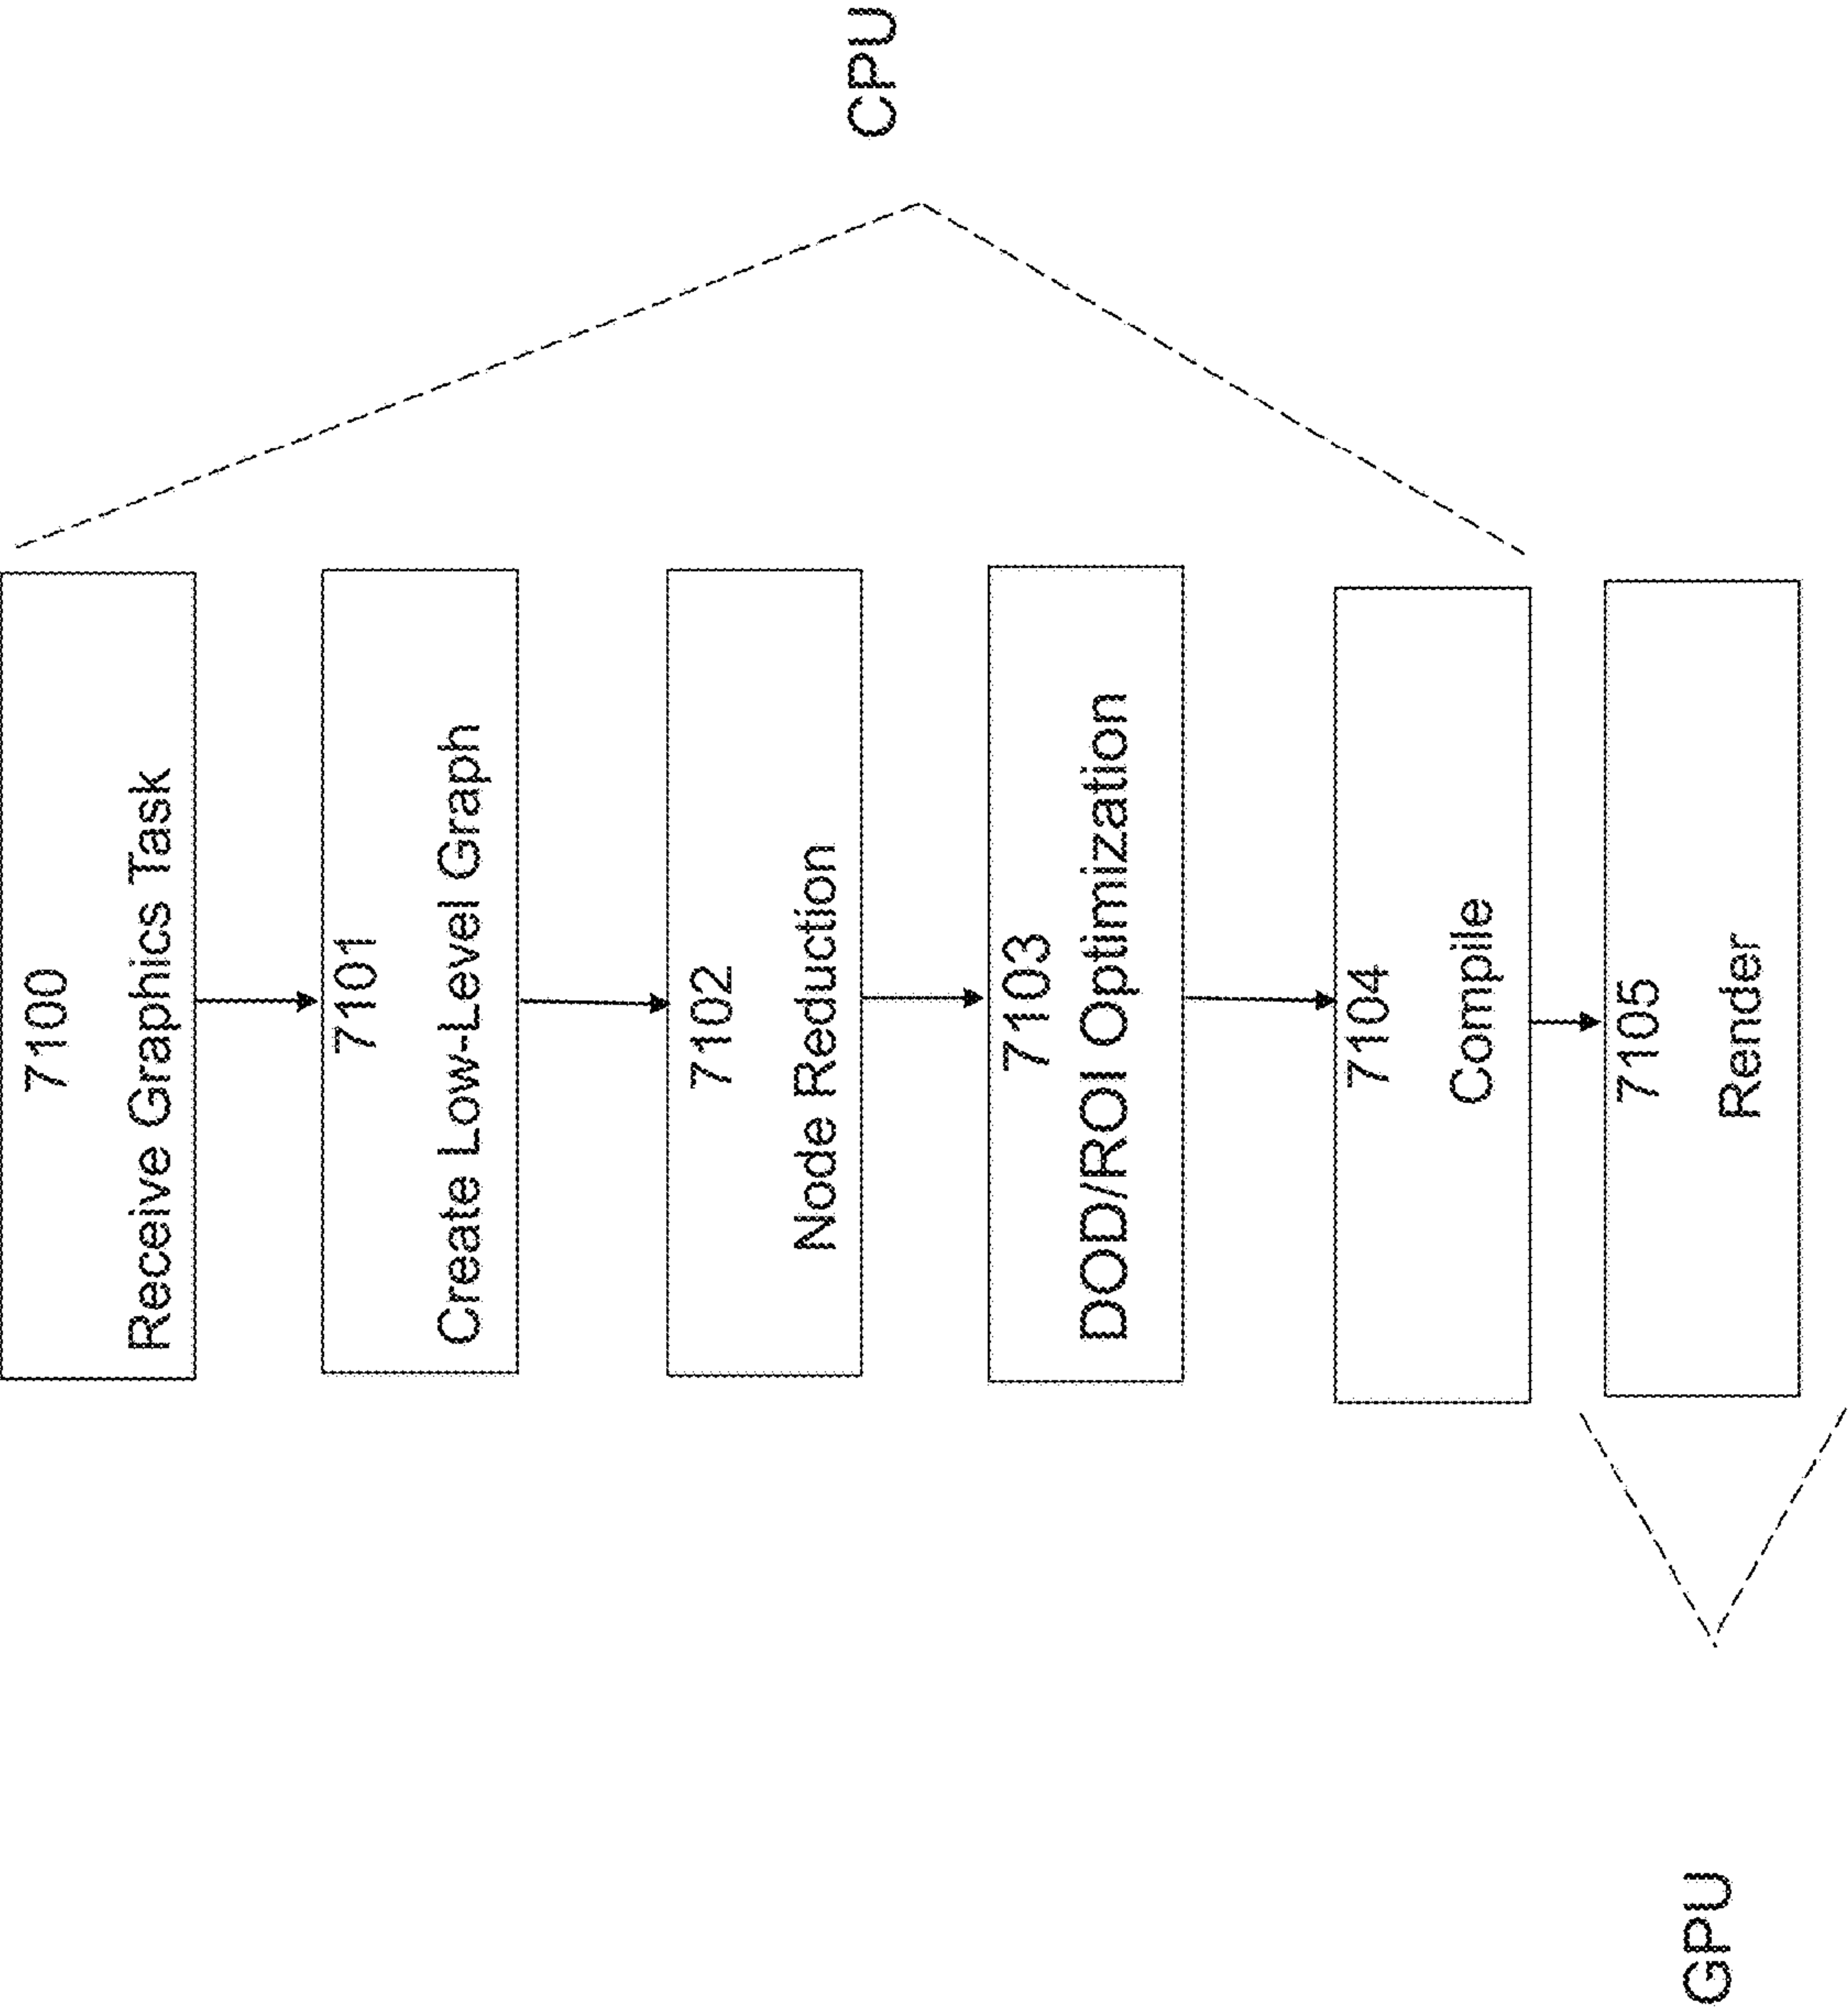 CPU
7100
Receive Graphics Task
7101
Create Low-Level Graph
7102
Node Reduction
7103
DOD/ROI Optimization
7104
Compile
7105
Render
GPU